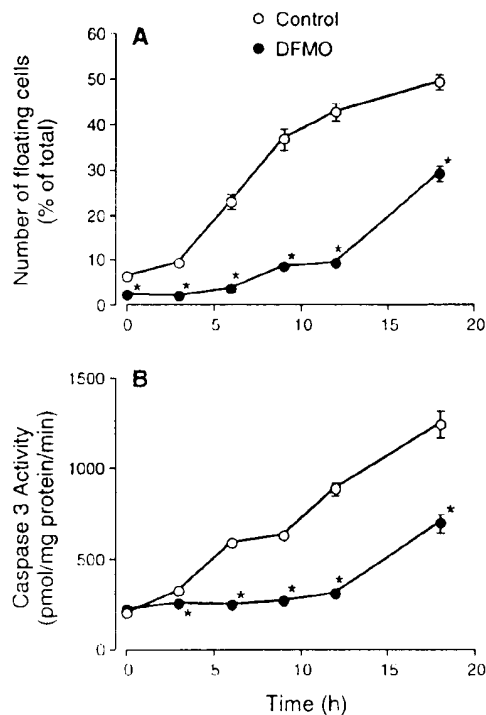 Control
DFMO
A
Number of floating cells
(% of total)
60
50
40
30
20
10
0
* * * * * *
0 5 10 15 20
B
Caspase 3 Activity
(pmol/mg protein/min)
1500
1000
500
0
* * * * *
0 5 10 15 20
Time (h)